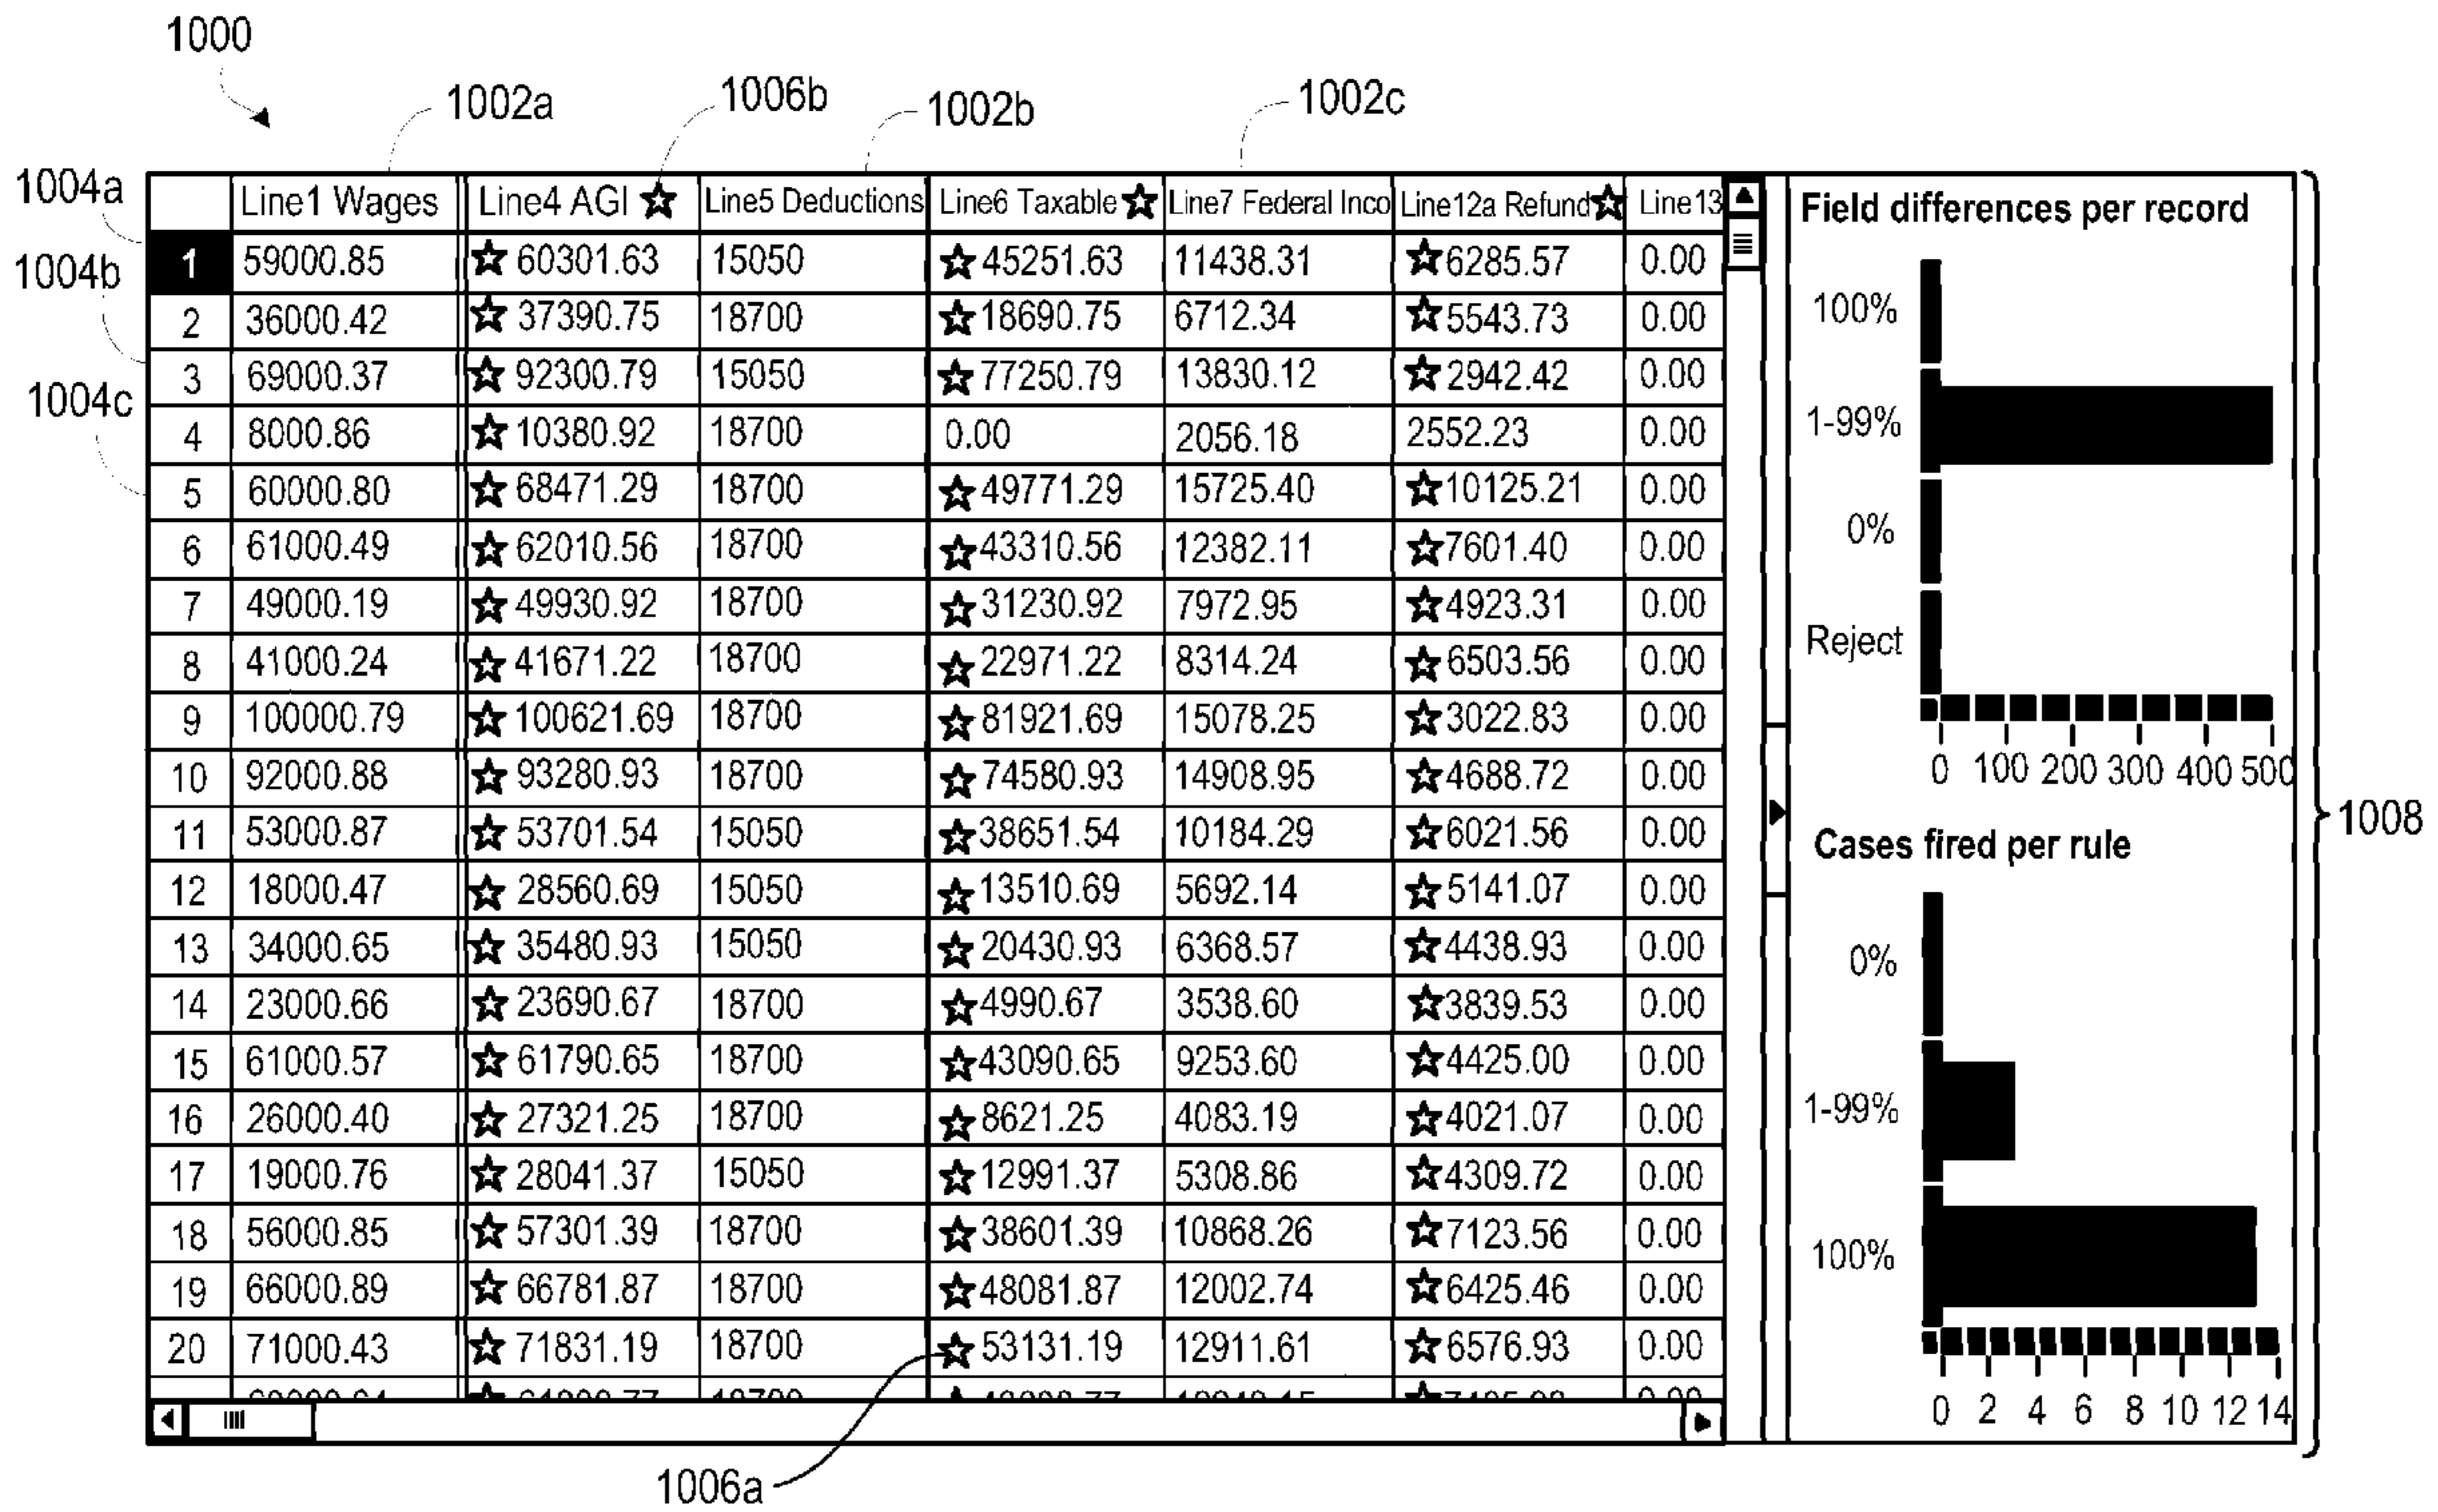 1000
1002a 1006b 1002b 1002c
1004a
1004b
1004c
Line1 Wages Line4 AGI Line5 Deductions Line6 Taxable Line7 Federal Inco Line12a Refund Line13
1 59000.85 60301.63 15050 45251.63 11438.31 6285.57 0.00
2 36000.42 37390.75 18700 18690.75 6712.34 5543.73 0.00
3 69000.37 92300.79 15050 77250.79 13830.12 2942.42 0.00
4 8000.86 10380.92 18700 0.00 2056.18 2552.23 0.00
5 60000.80 68471.29 18700 49771.29 15725.40 10125.21 0.00
6 61000.49 62010.56 18700 43310.56 12382.11 7601.40 0.00
7 49000.19 49930.92 18700 31230.92 7972.95 4923.31 0.00
8 41000.24 41671.22 18700 22971.22 8314.24 6503.56 0.00
9 100000.79 100621.69 18700 81921.69 15078.25 3022.83 0.00
10 92000.88 93280.93 18700 74580.93 14908.95 4688.72 0.00
11 53000.87 53701.54 15050 38651.54 10184.29 6021.56 0.00
12 18000.47 28560.69 15050 13510.69 5692.14 5141.07 0.00
13 34000.65 35480.93 15050 20430.93 6368.57 4438.93 0.00
14 23000.66 23690.67 18700 4990.67 3538.60 3839.53 0.00
15 61000.57 61790.65 18700 43090.65 9253.60 4425.00 0.00
16 26000.40 27321.25 18700 8621.25 4083.19 4021.07 0.00
17 19000.76 28041.37 15050 12991.37 5308.86 4309.72 0.00
18 56000.85 57301.39 18700 38601.39 10868.26 7123.56 0.00
19 66000.89 66781.87 18700 48081.87 12002.74 6425.46 0.00
20 71000.43 71831.19 18700 53131.19 12911.61 6576.93 0.00
1006a
Field differences per record
100%
1-99%
0%
Reject
0 100 200 300 400 500
Cases fired per rule
0%
1-99%
100%
0 2 4 6 8 10 12 14
1008